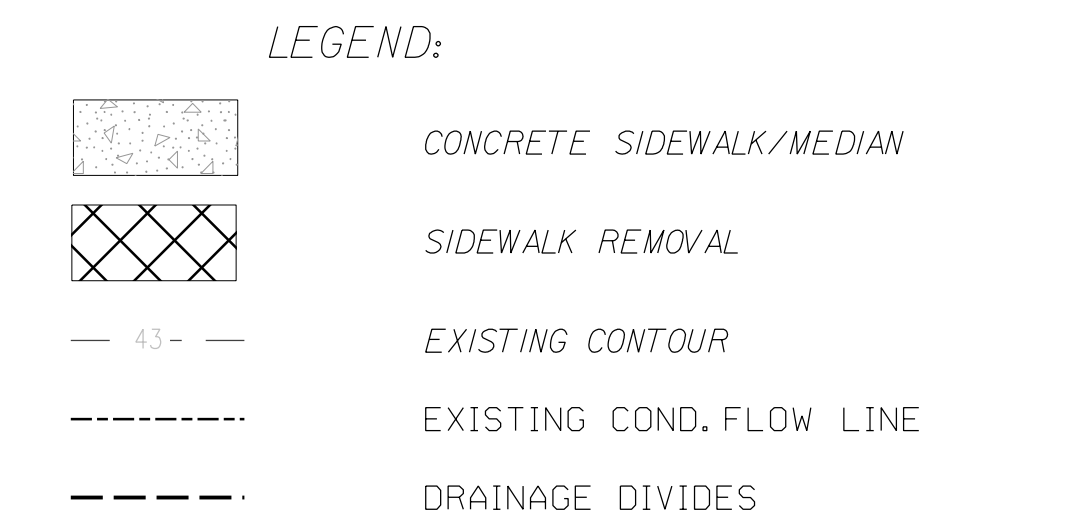 LEGEND:
CONCRETE SIDEWALK/MEDIAN
SIDEWALK REMOVAL
43 EXISTING CONTOUR
EXISTING COND. FLOW LINE
DRAINAGE DIVIDES